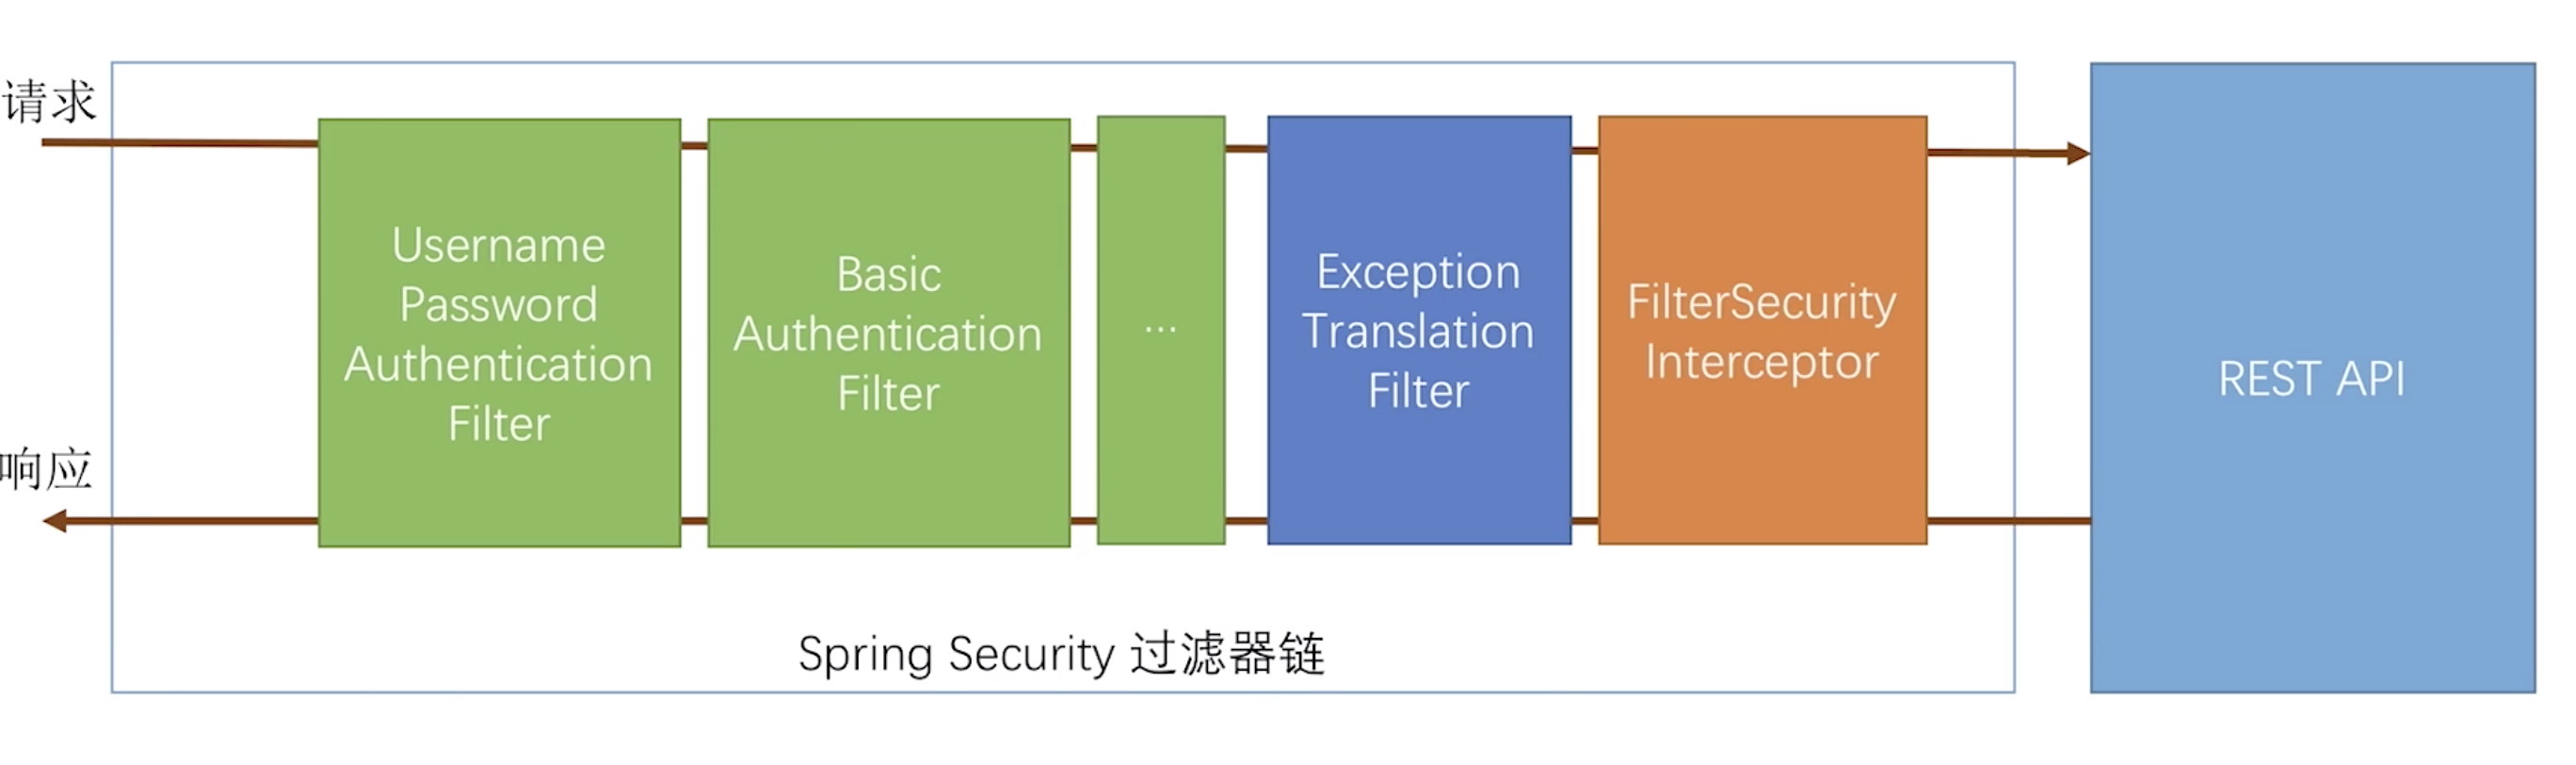 请求
响应
Username
Password
Authentication
Filter
Basic
Authentication
Filter
...
Exception
Translation
Filter
FilterSecurity
Interceptor
REST API
Spring Security 过滤器链